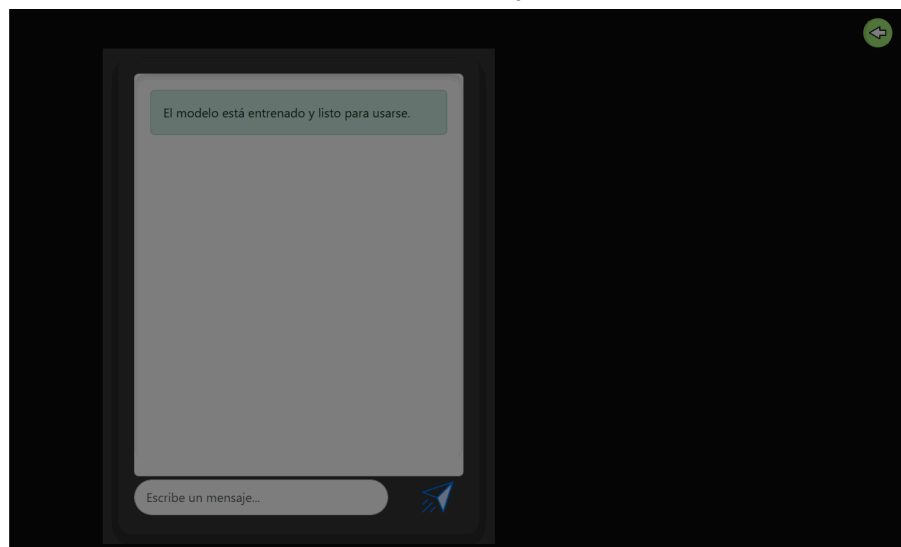 El modelo está entrenado y listo para usarse.
Escribe un mensaje...